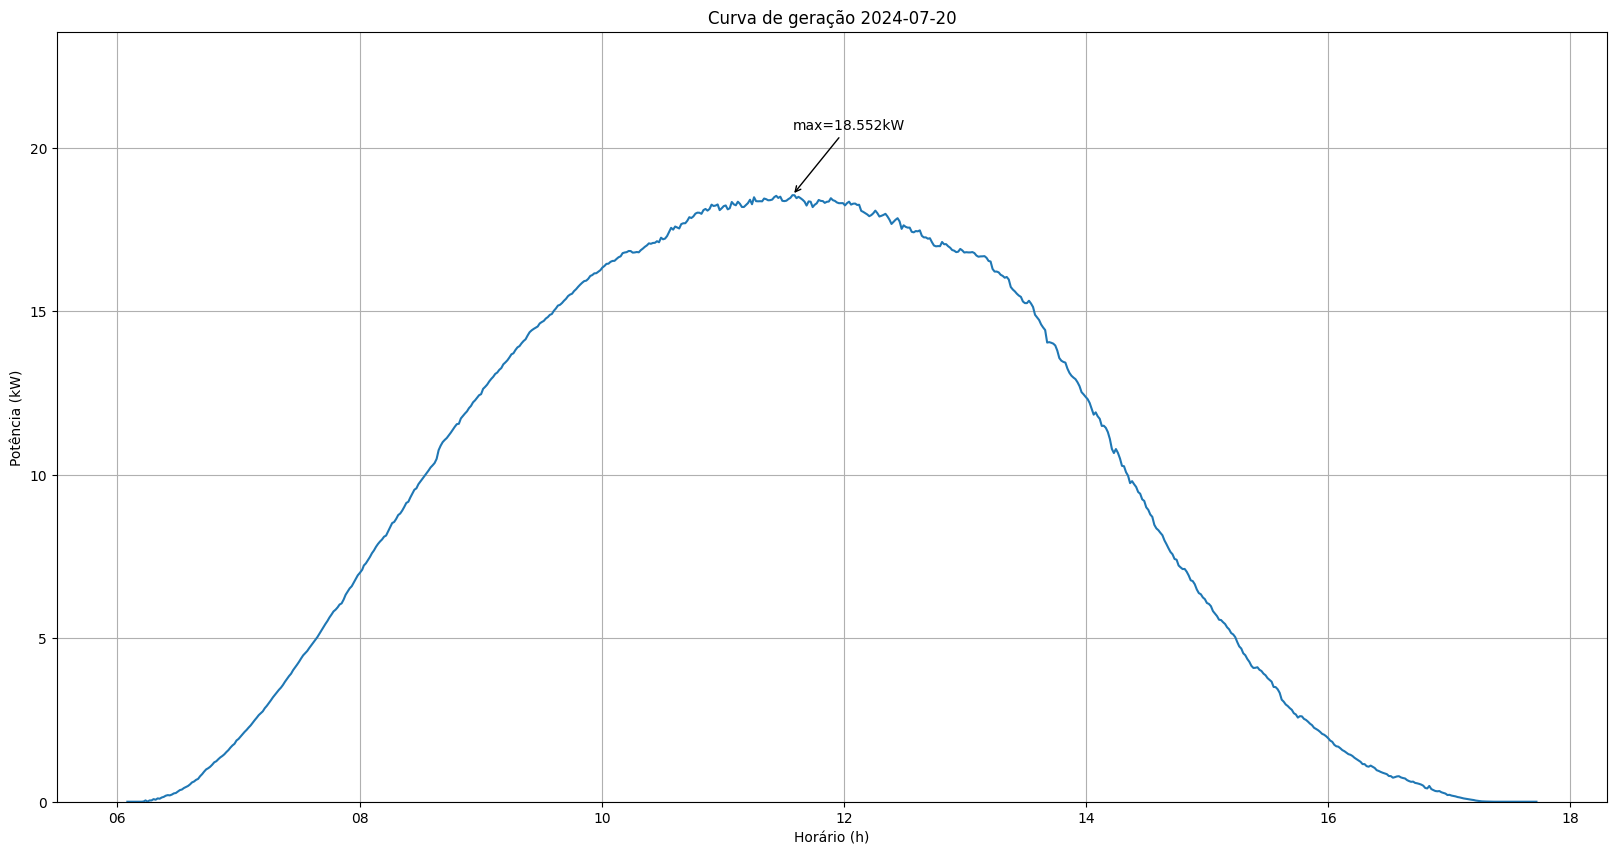 Curva de geração 2024-07-20
max=18.552kW
20
15
10
5
0
Potência (kW)
06 08 10 12 14 16 18
Horário (h)